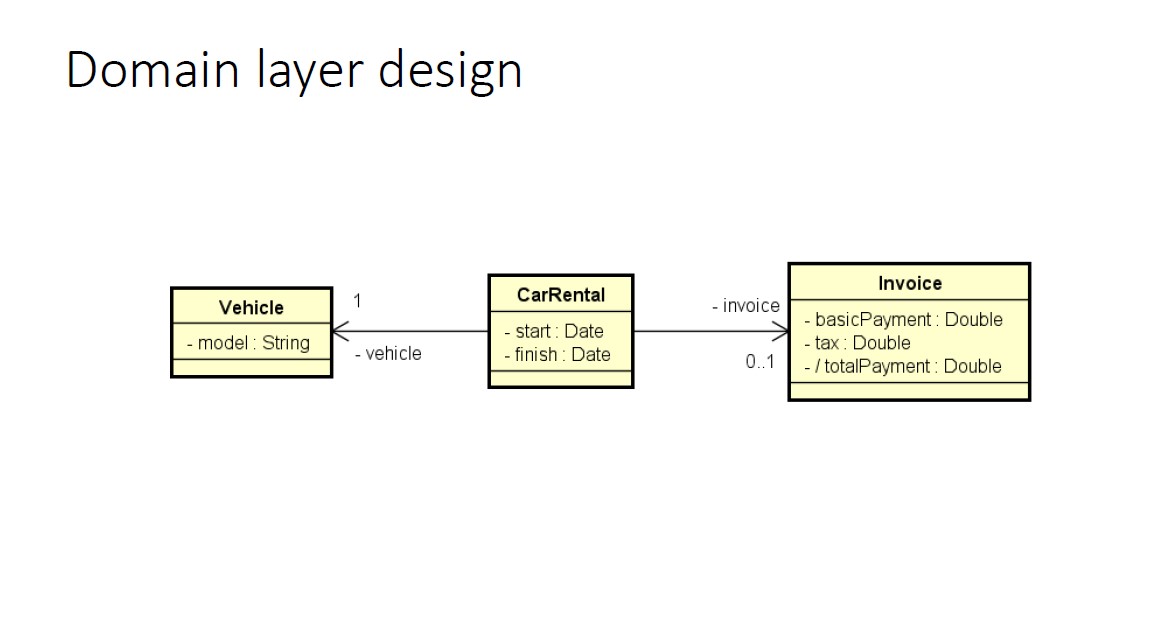 Domain layer design
Vehicle
- model : String
1
- vehicle
CarRental
- start : Date
- finish : Date
- invoice
0..1
Invoice
- basicPayment : Double
- tax : Double
- / totalPayment : Double